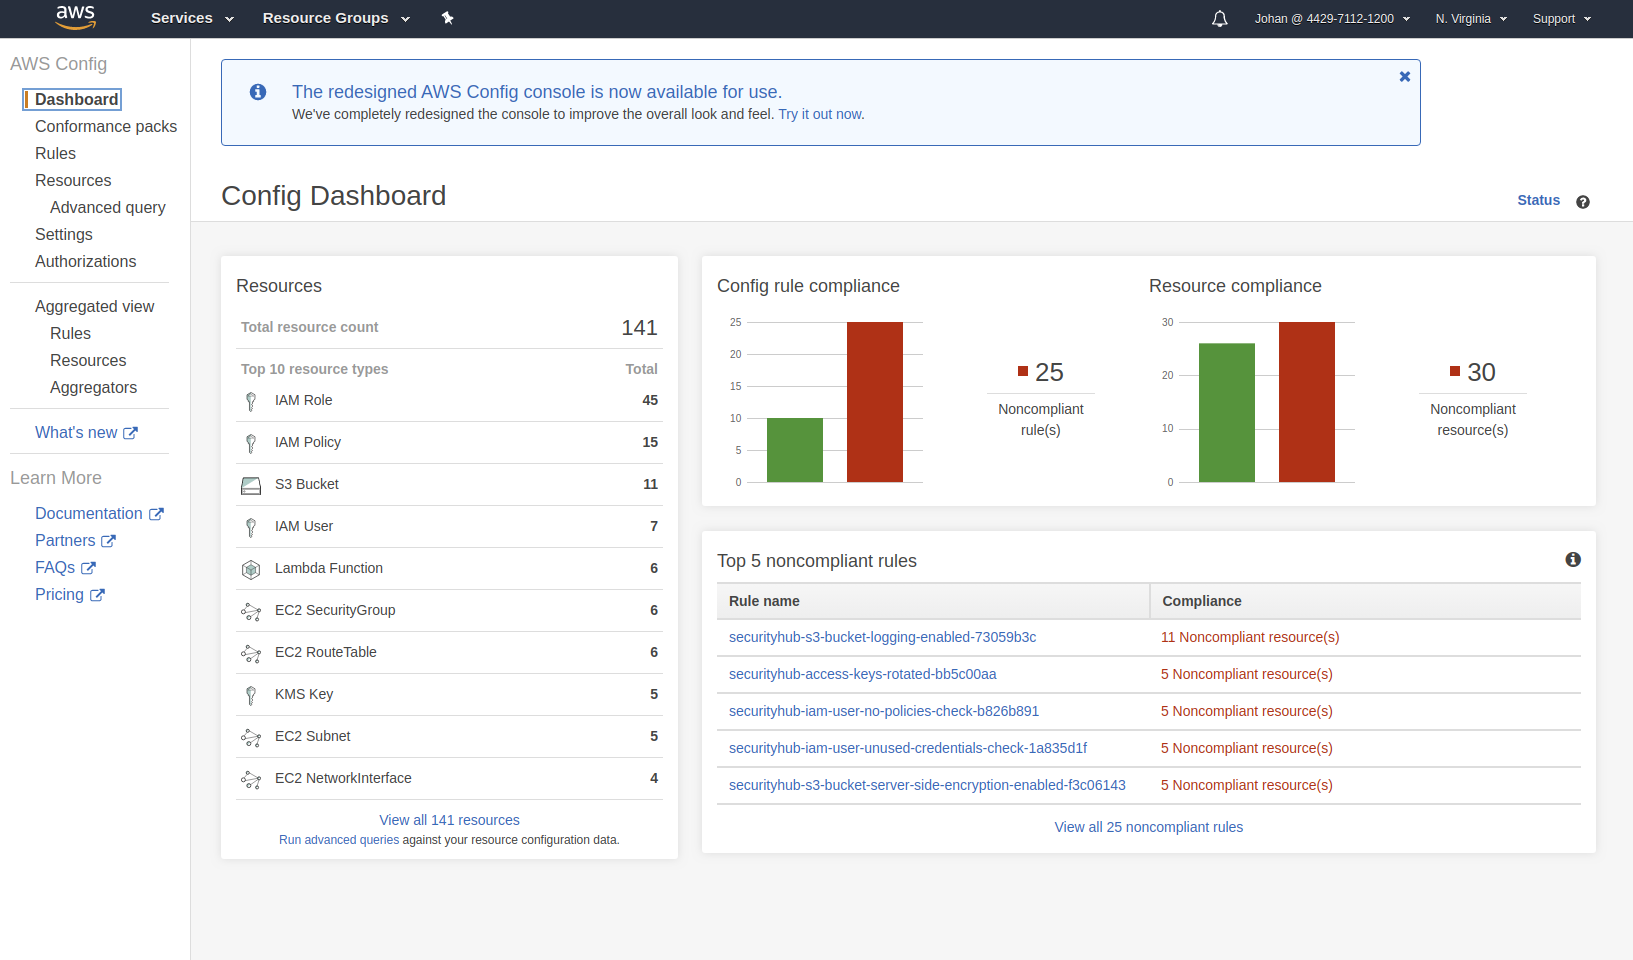 aws
Services
Resource Groups
Johan @ 4429-7112-1200
N. Virginia
Support
AWS Config
Dashboard
Conformance packs
Rules
Resources
Advanced query
Settings
Authorizations
Aggregated view
Rules
Resources
Aggregators
What's new
Learn More
Documentation
Partners
FAQs
Pricing
The redesigned AWS Config console is now available for use.
We've completely redesigned the console to improve the overall look and feel. Try it out now.
Config Dashboard
Status
Resources
Total resource count 141
Top 10 resource types Total
IAM Role 45
IAM Policy 15
S3 Bucket 11
IAM User 7
Lambda Function 6
EC2 SecurityGroup 6
EC2 RouteTable 6
KMS Key 5
EC2 Subnet 5
EC2 NetworkInterface 4
View all 141 resources
Run advanced queries against your resource configuration data.
Config rule compliance
25
20
15
10
5
0
25
Noncompliant
rule(s)
Resource compliance
30
20
10
0
30
Noncompliant
resource(s)
Top 5 noncompliant rules
Rule name Compliance
securityhub-s3-bucket-logging-enabled-73059b3c 11 Noncompliant resource(s)
securityhub-access-keys-rotated-bb5c00aa 5 Noncompliant resource(s)
securityhub-iam-user-no-policies-check-b826b891 5 Noncompliant resource(s)
securityhub-iam-user-unused-credentials-check-1a835d1f 5 Noncompliant resource(s)
securityhub-s3-bucket-server-side-encryption-enabled-f3c06143 5 Noncompliant resource(s)
View all 25 noncompliant rules